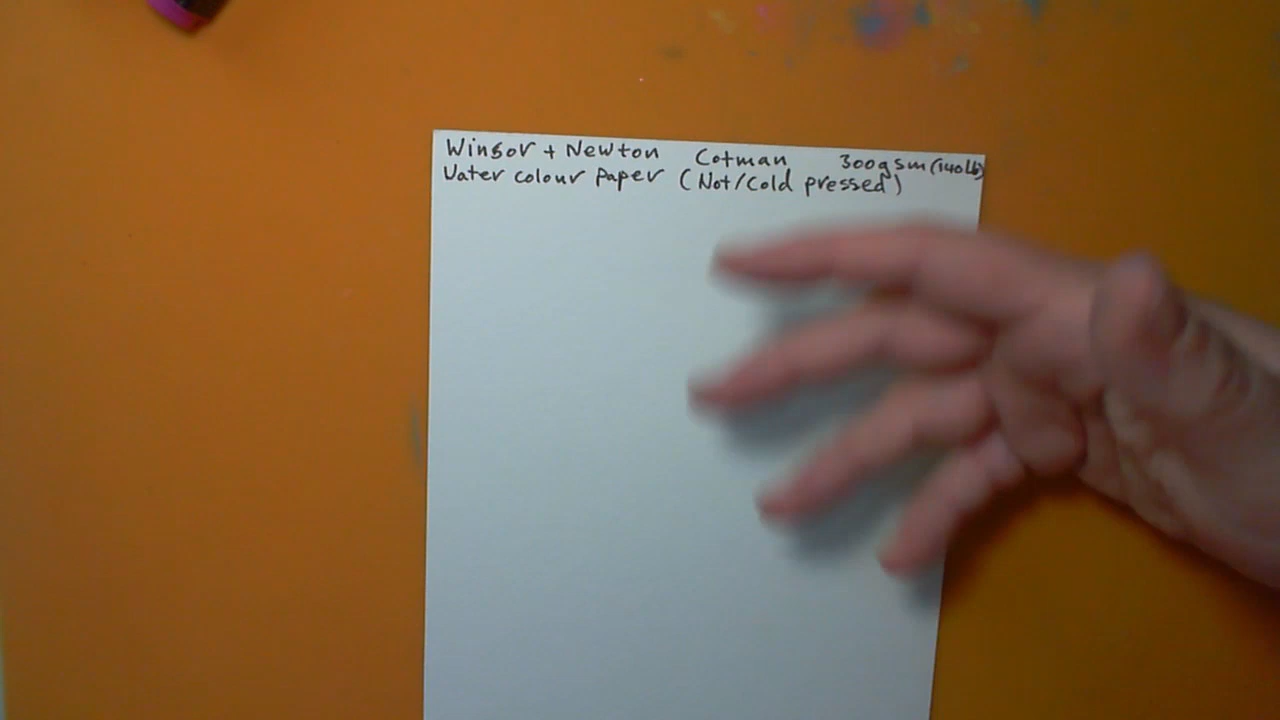 Winsor + Newton Cotman 300gsm (140lb)
Water colour Paper (Not/Cold pressed)